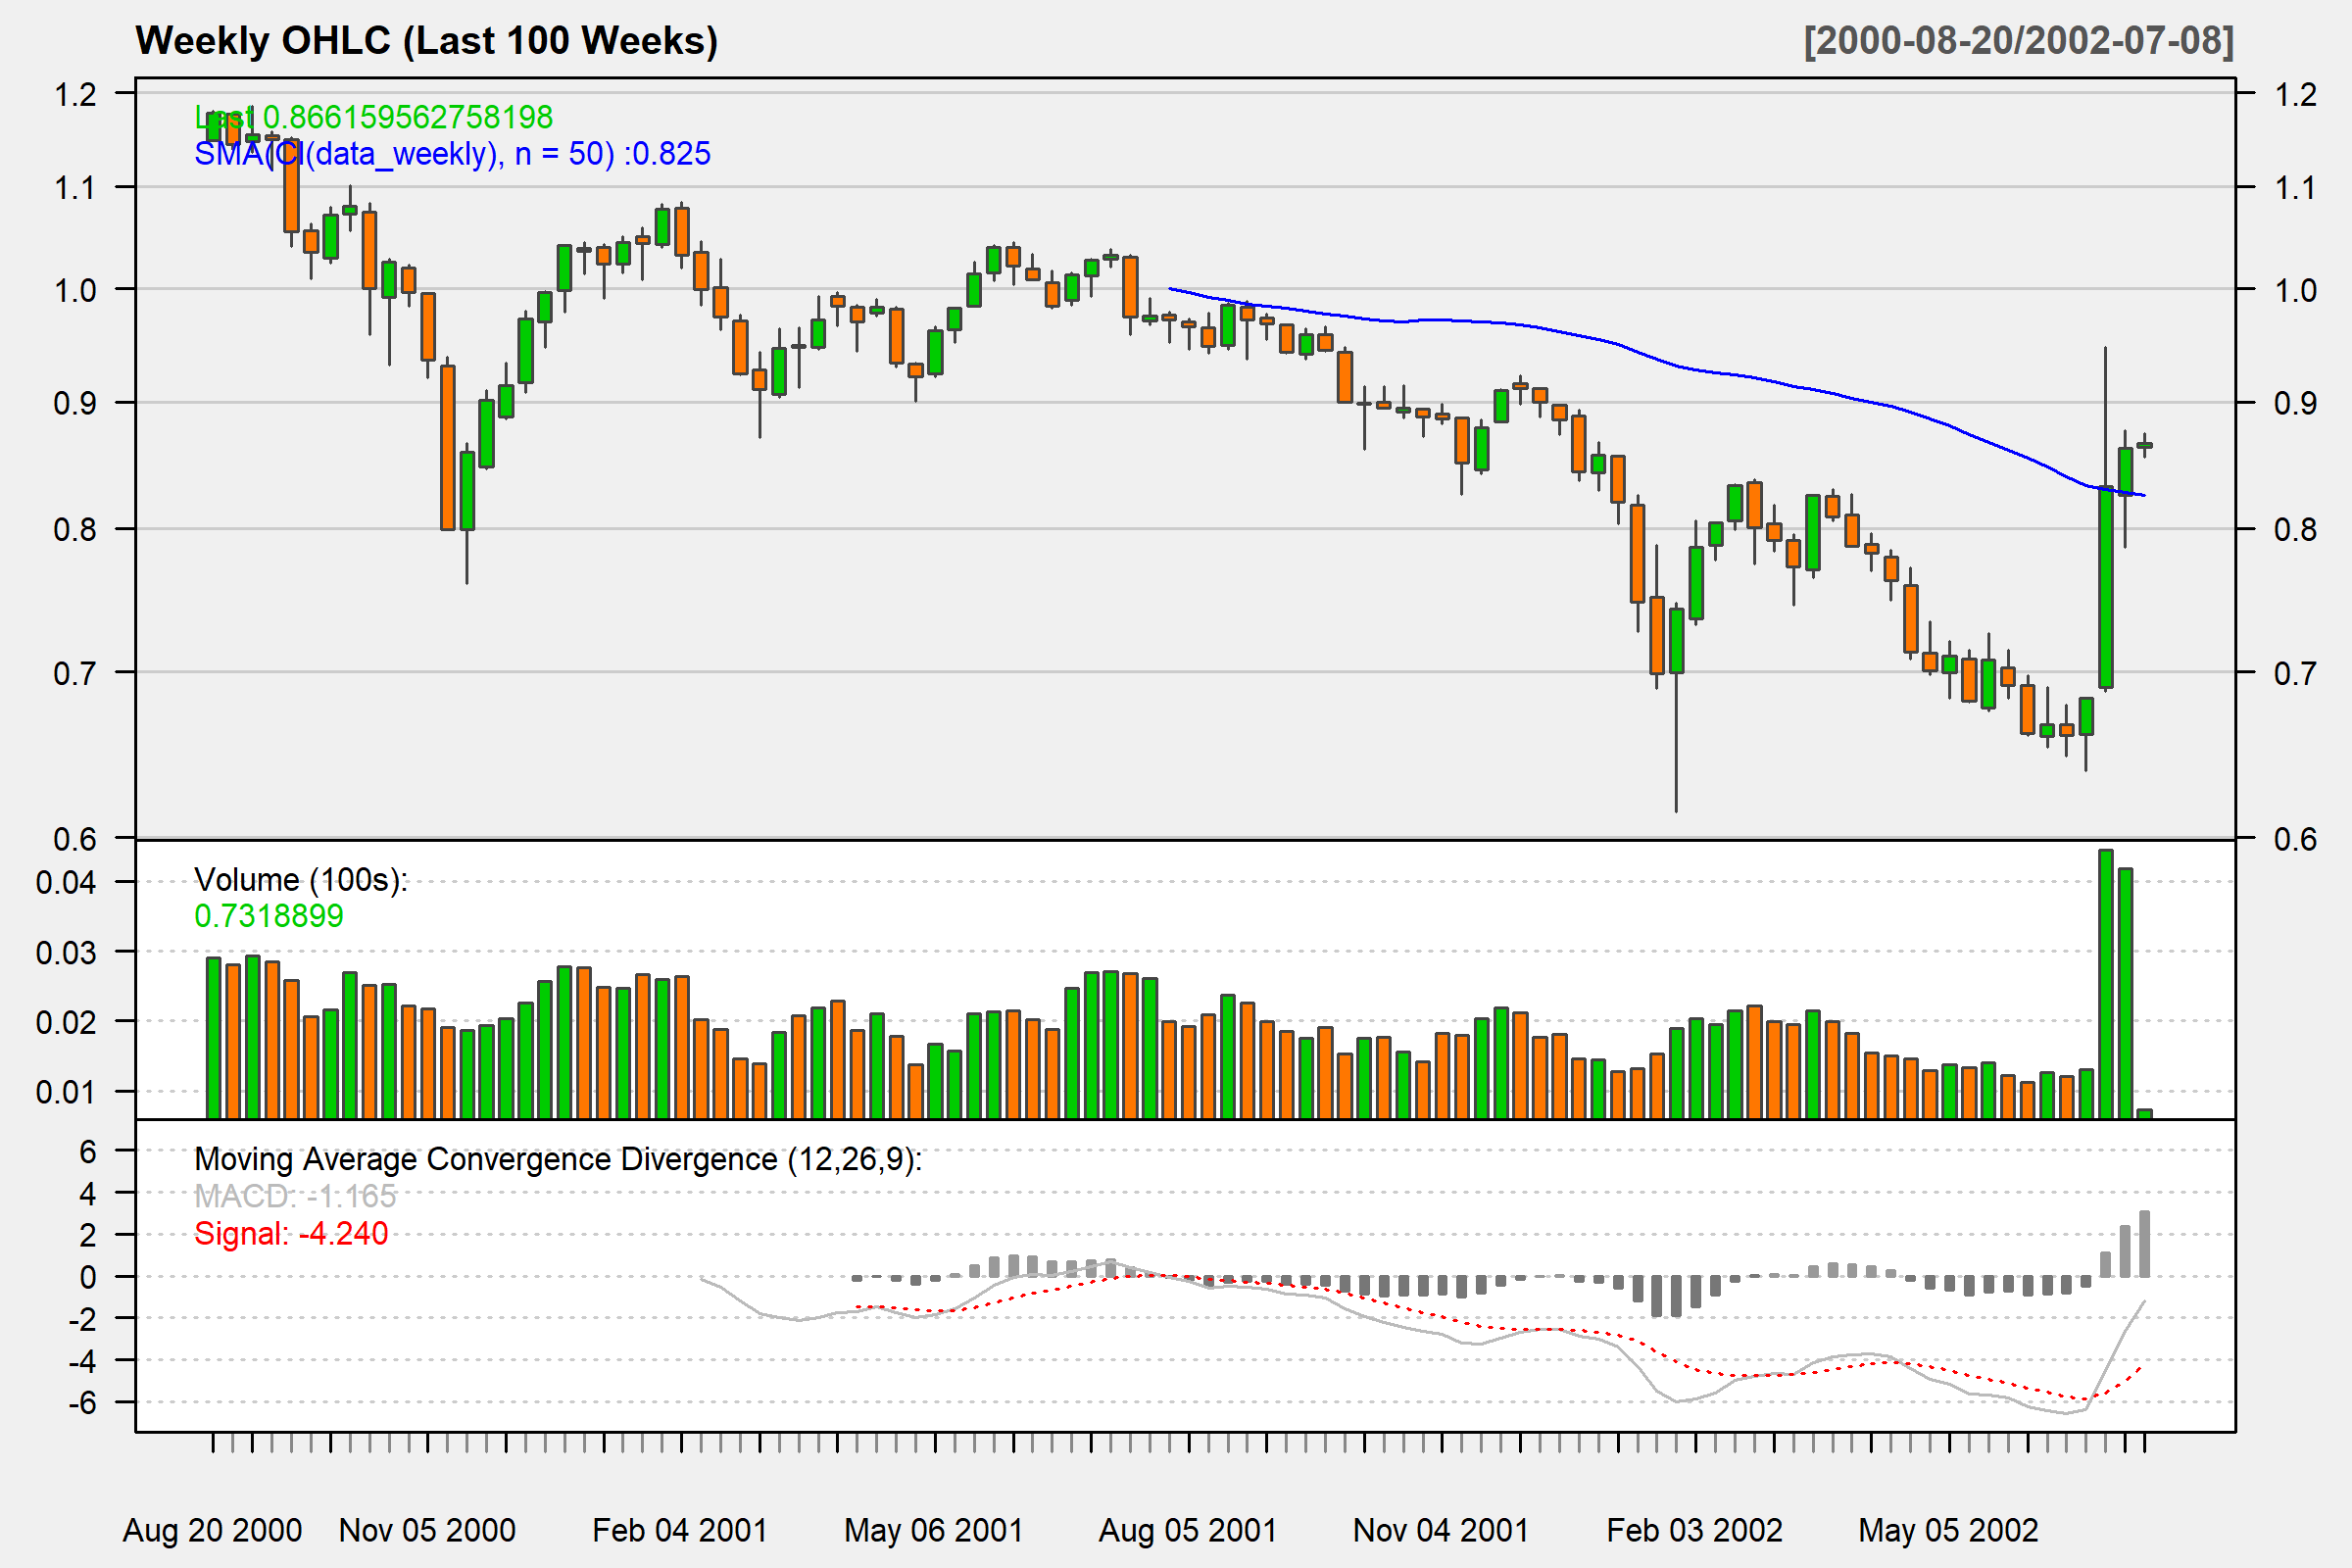 Weekly OHLC (Last 100 Weeks) [2000-08-20/2002-07-08]
1.2 1.2
Last 0.866159562758198
SMA(Cl(data_weekly), n = 50) :0.825
1.1 1.1
1.0 1.0
0.9 0.9
0.8 0.8
0.7 0.7
0.6 0.6
Volume (100s):
0.04
0.7318899
0.03
0.02
0.01
Moving Average Convergence Divergence (12,26,9):
6
MACD: -1.165
4
Signal: -4.240
2
0
-2
-4
-6
Aug 20 2000 Nov 05 2000 Feb 04 2001 May 06 2001 Aug 05 2001 Nov 04 2001 Feb 03 2002 May 05 2002